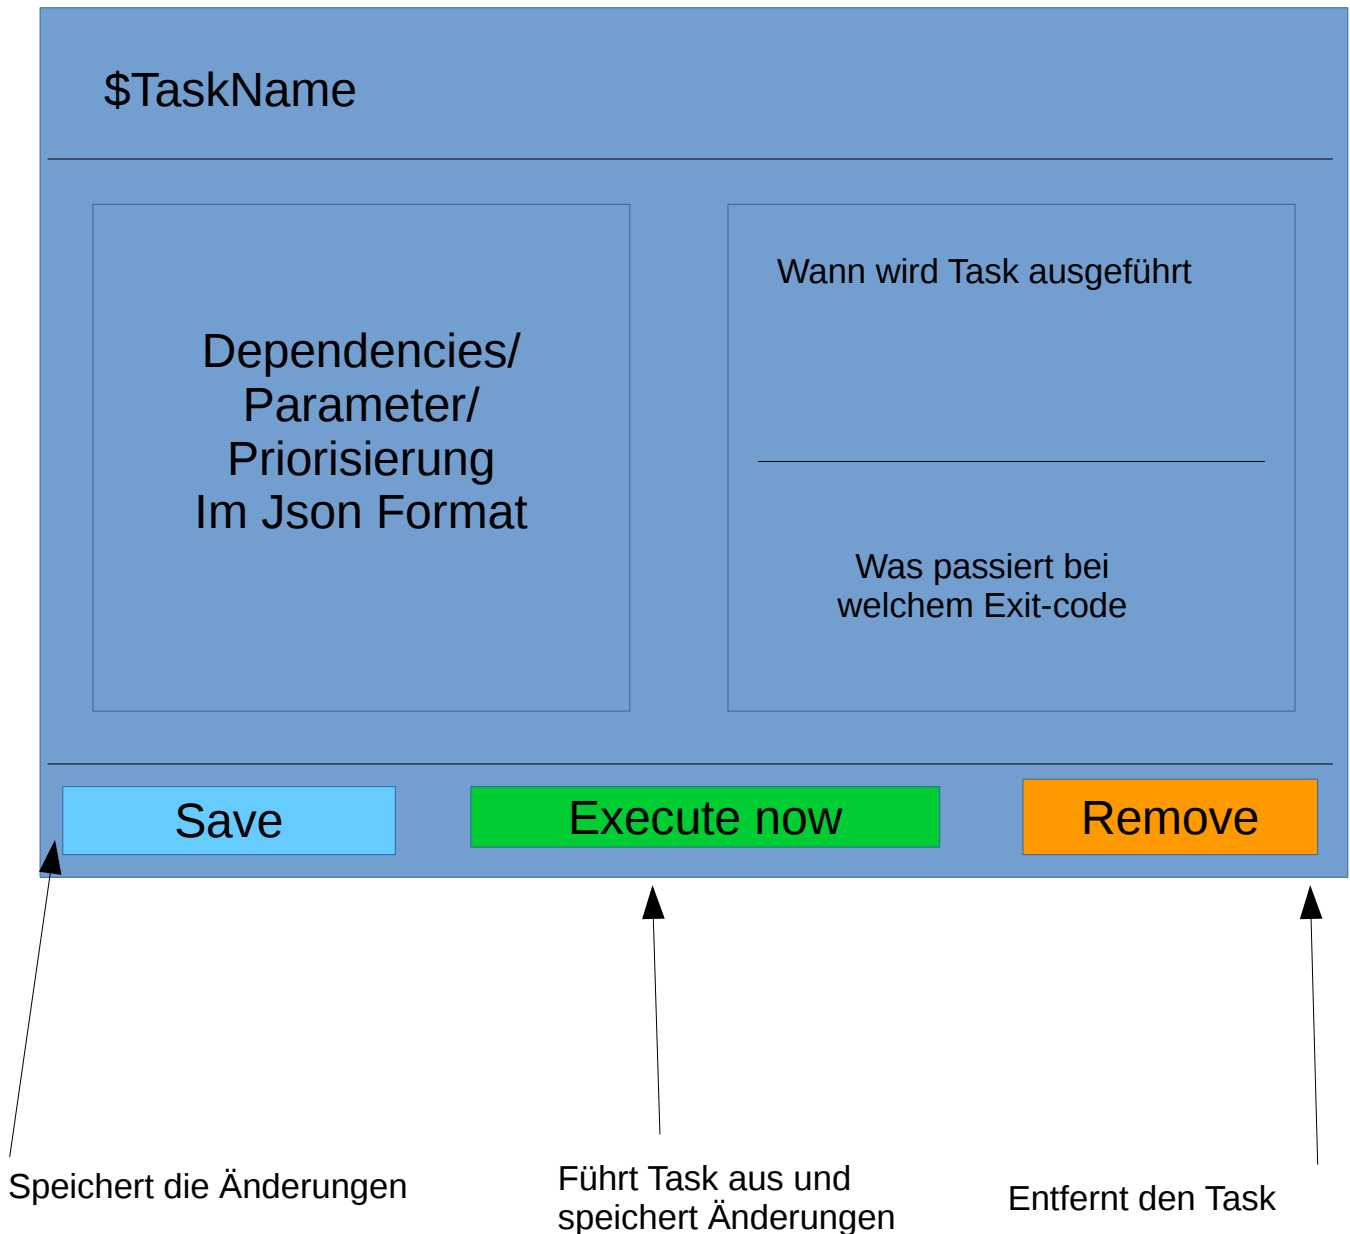 $TaskName
Dependencies/
Parameter/
Priorisierung
Im Json Format
Wann wird Task ausgeführt
Was passiert bei
welchem Exit-code
Save
Execute now
Remove
Speichert die Änderungen
Führt Task aus und
speichert Änderungen
Entfernt den Task